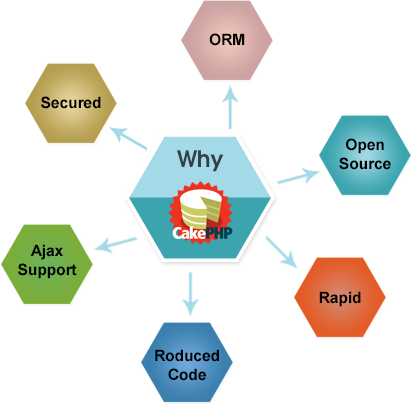 ORM
Secured
Why
CakePHP
Open
Source
Ajax
Support
Rapid
Roduced
Code